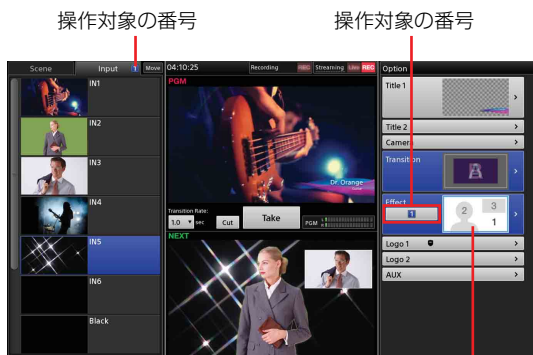 操作対象の番号
操作対象の番号
Scene Input 1 Move
04:10:25 Recording REC Streaming Live REC
Option
IN1
IN2
IN3
IN4
IN5
IN6
Black
PGM
Dr. Orange
Transition Rate:
1.0 sec Cut Take PGM
NEXT
Title 1
Title 2
Camera
Transition
A
Effect
1
2 3
1
Logo 1
Logo 2
AUX